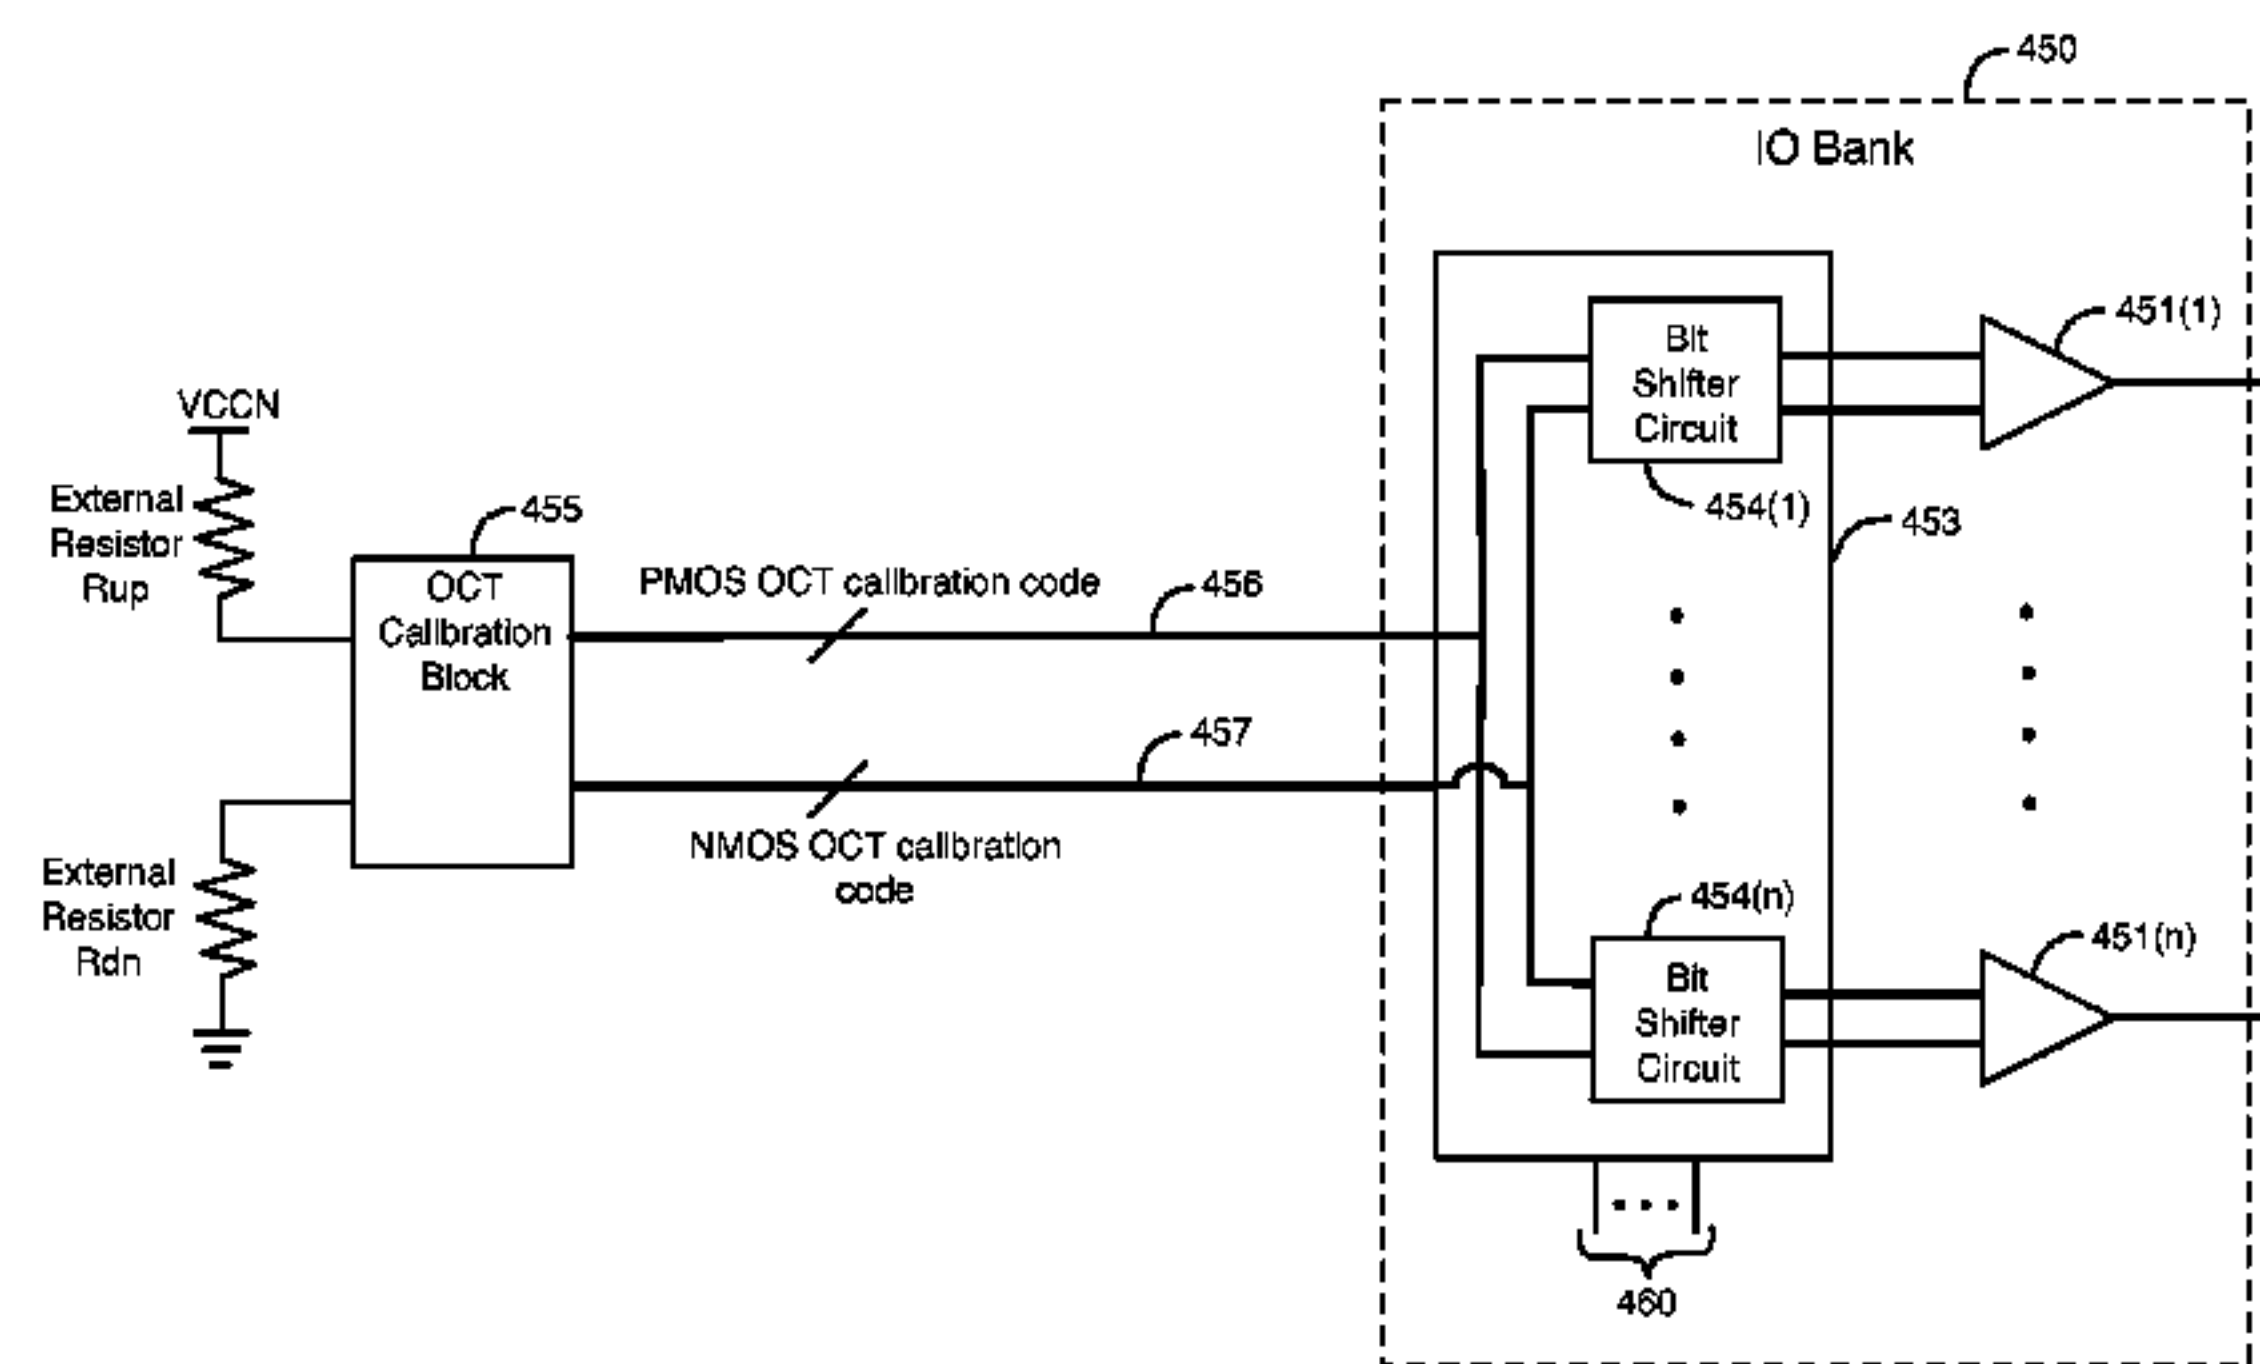 450
IO Bank
451(1)
Bit
Shifter
Circuit
454(1)
453
VCCN
External
Resistor
Rup
455
OCT
Calibration
Block
PMOS OCT calibration code
456
457
NMOS OCT calibration
code
External
Resistor
Rdn
454(n)
Bit
Shifter
Circuit
451(n)
460